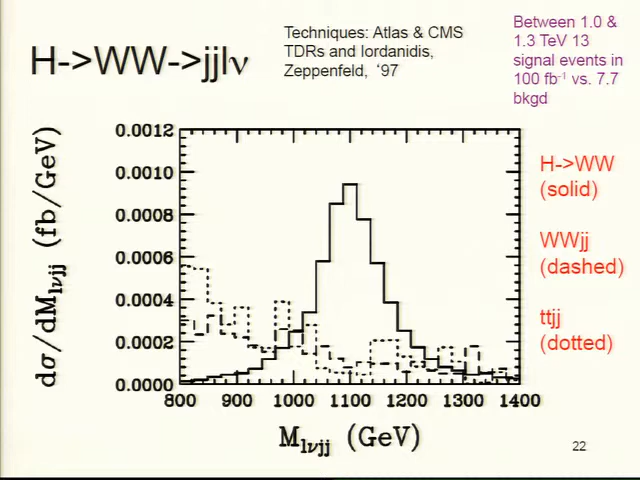 H->WW->jjlν
Techniques: Atlas & CMS
TDRs and Iordanidis,
Zeppenfeld, ‘97
Between 1.0 &
1.3 TeV 13
signal events in
100 fb⁻¹ vs. 7.7
bkgd
dσ/dM_lνjj (fb/GeV)
0.0012
0.0010
0.0008
0.0006
0.0004
0.0002
0.0000
800 900 1000 1100 1200 1300 1400
M_lνjj (GeV)
H->WW
(solid)
WWjj
(dashed)
ttjj
(dotted)
22